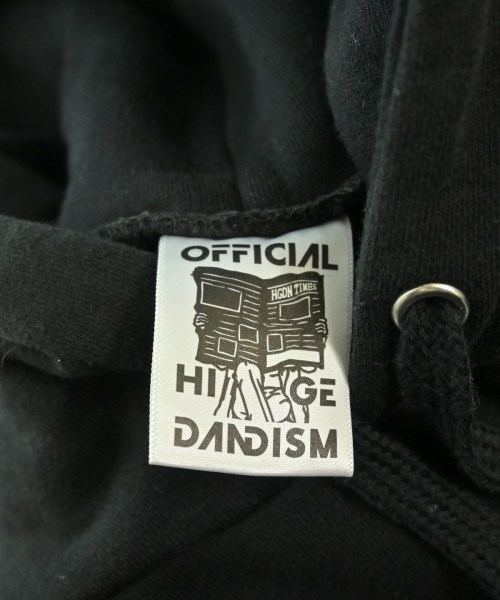 OFFICIAL
HGDN TIMES
HIGE
DANDISM